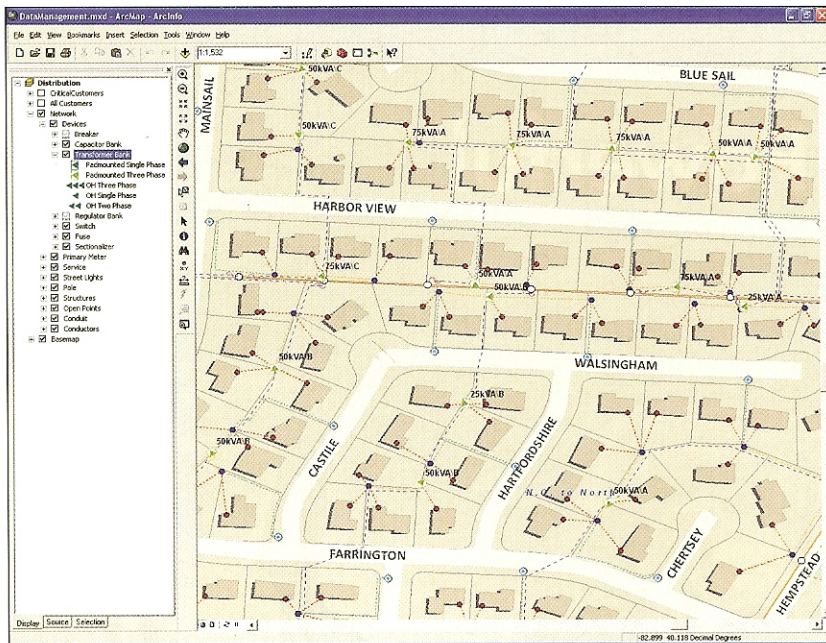 DataManagement.mxd - ArcMap - ArcInfo
File Edit View Bookmarks Insert Selection Tools Window Help
1:1,532
Distribution
CriticalCustomers
All Customers
Network
Devices
Breaker
Capacitor Bank
Transformer Bank
Padmounted Single Phase
Padmounted Three Phase
OH Three Phase
OH Single Phase
OH Two Phase
Regulator Bank
Switch
Fuse
Sectionalizer
Primary Meter
Service
Street Lights
Pole
Structures
Open Points
Conduit
Conductors
Basemap
Display Source Selection
50kVA\C
BLUE SAIL
MAINSAIL
50kVA\C
75kVA\A
75kVA\A
75kVA\A
50kVA\A
50kVA\A
HARBOR VIEW
75kVA\C
50kVA\A
50kVA\A
75kVA\A
25kVA\A
WALSINGHAM
50kVA\B
25kVA\B
CASTILE
HARTFORDSHIRE
50kVA\B
50kVA\B
N.O. to North
50kVA\A
FARRINGTON
CHERTSEY
HEMPSTEAD
-82.899 40.118 Decimal Degrees